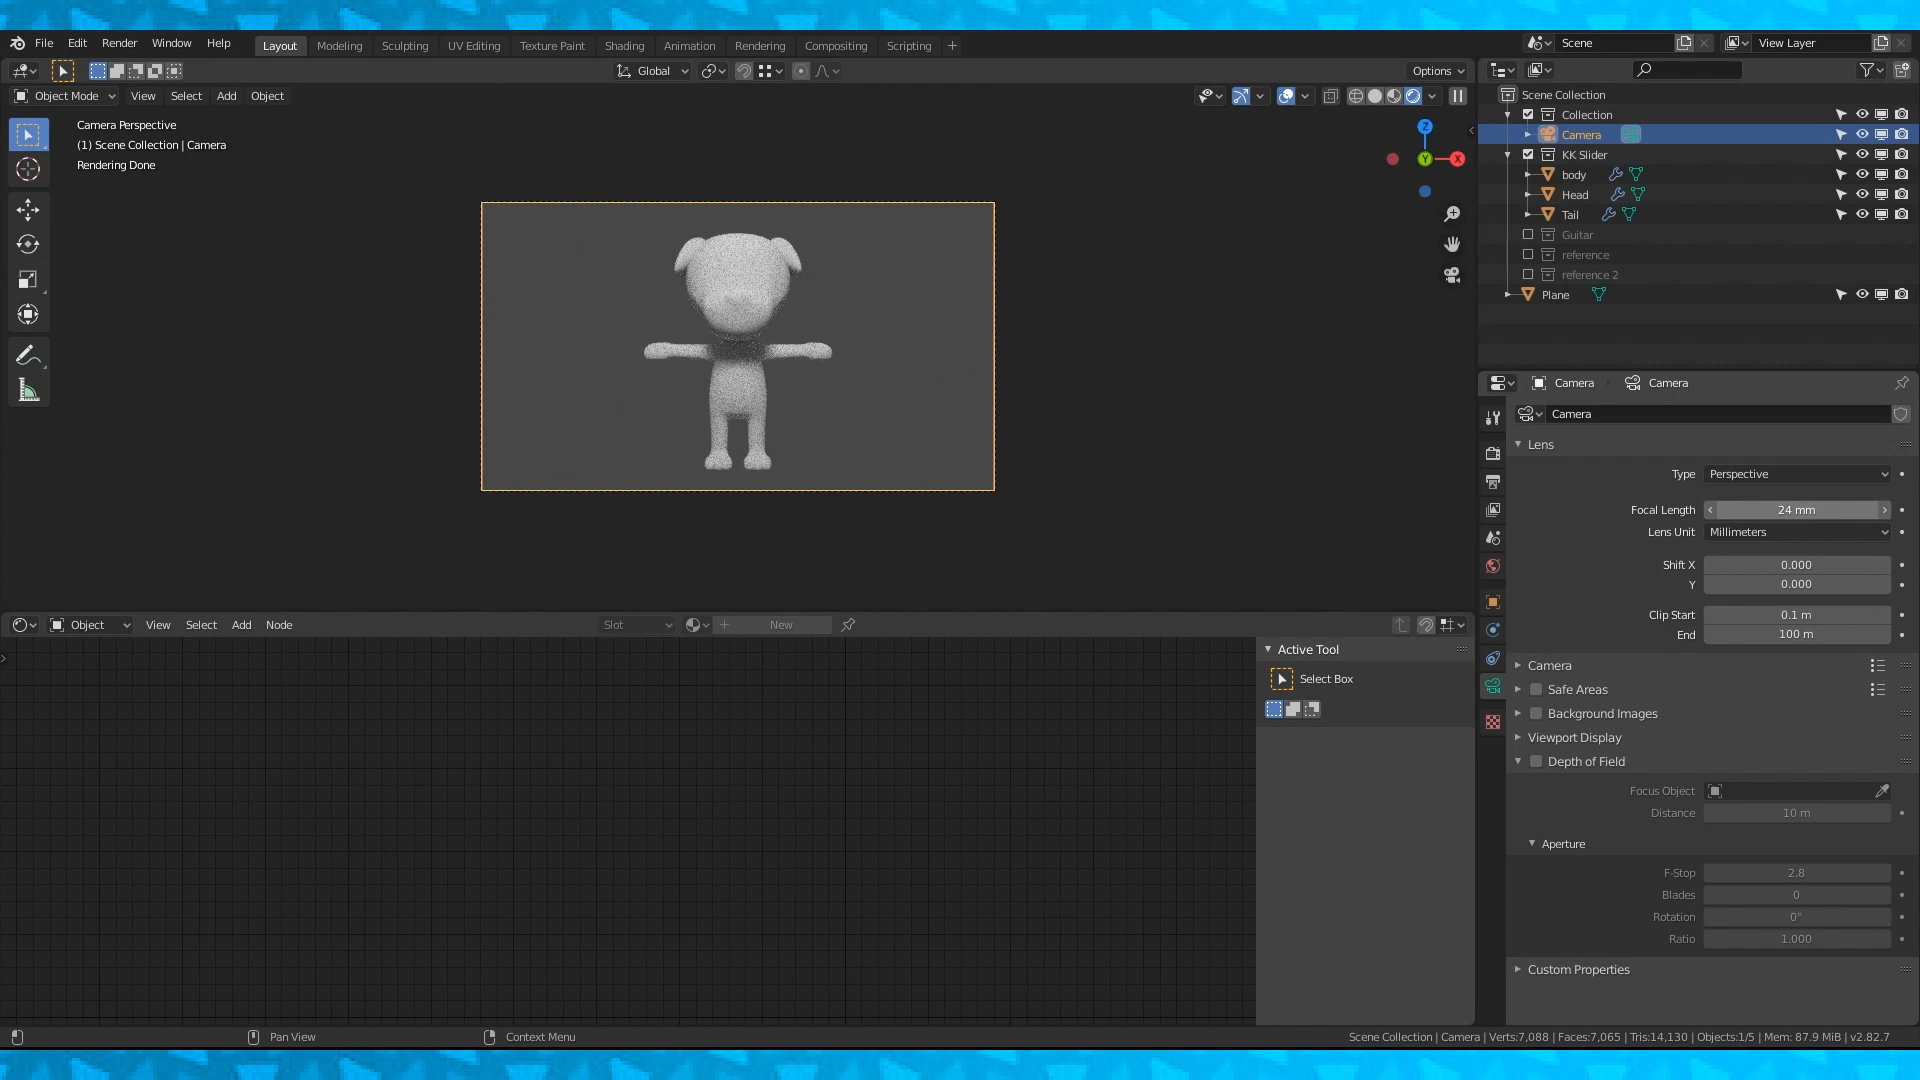 File Edit Render Window Help Layout Modeling Sculpting UV Editing Texture Paint Shading Animation Rendering Compositing Scripting + Scene View Layer
Global Options
Object Mode View Select Add Object
Camera Perspective
(1) Scene Collection | Camera
Rendering Done
Z
Y X
Scene Collection
Collection
Camera
KK Slider
body
Head
Tail
Guitar
reference
reference 2
Plane
Camera Camera
Camera
Lens
Type Perspective
Focal Length 24 mm
Lens Unit Millimeters
Shift X 0.000
Y 0.000
Clip Start 0.1 m
End 100 m
Camera
Safe Areas
Background Images
Viewport Display
Depth of Field
Focus Object
Distance 10 m
Aperture
F-Stop 2.8
Blades 0
Rotation 0°
Ratio 1.000
Custom Properties
Object View Select Add Node Slot New
Active Tool
Select Box
Pan View Context Menu Scene Collection | Camera | Verts:7,088 | Faces:7,065 | Tris:14,130 | Objects:1/5 | Mem: 87.9 MiB | v2.82.7